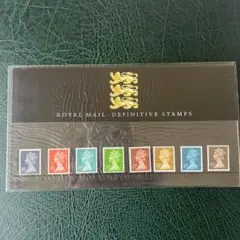 ROYAL MAIL · DEFINITIVE STAMPS